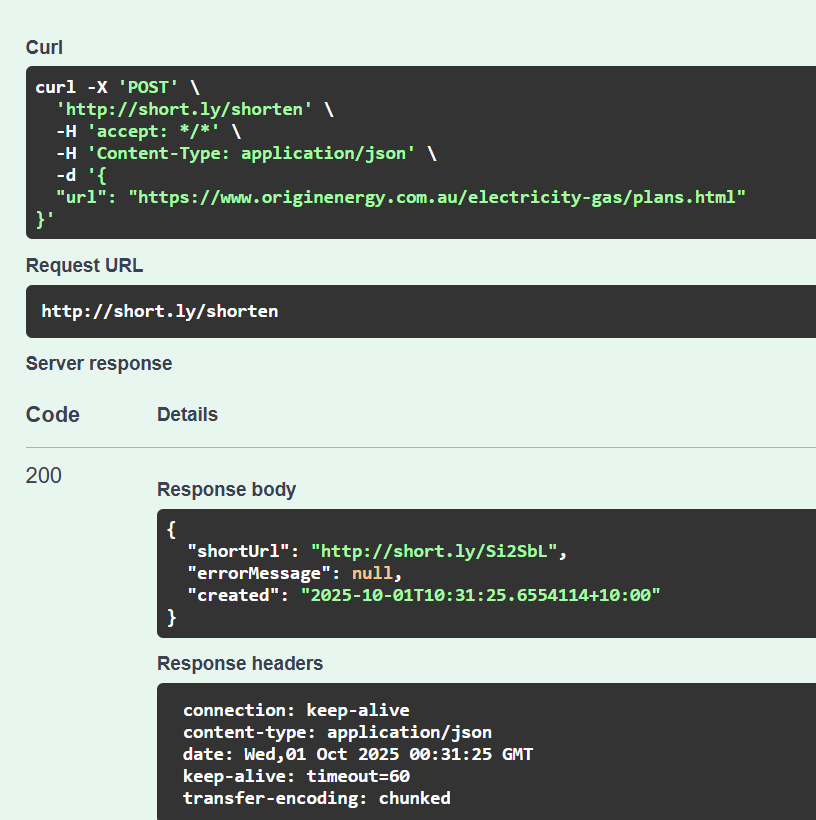 Curl
curl -X 'POST' \
  'http://short.ly/shorten' \
  -H 'accept: */*' \
  -H 'Content-Type: application/json' \
  -d '{
  "url": "https://www.originenergy.com.au/electricity-gas/plans.html"
}'
Request URL
http://short.ly/shorten
Server response
Code Details
200
Response body
{
  "shortUrl": "http://short.ly/Si2SbL",
  "errorMessage": null,
  "created": "2025-10-01T10:31:25.6554114+10:00"
}
Response headers
connection: keep-alive
content-type: application/json
date: Wed,01 Oct 2025 00:31:25 GMT
keep-alive: timeout=60
transfer-encoding: chunked